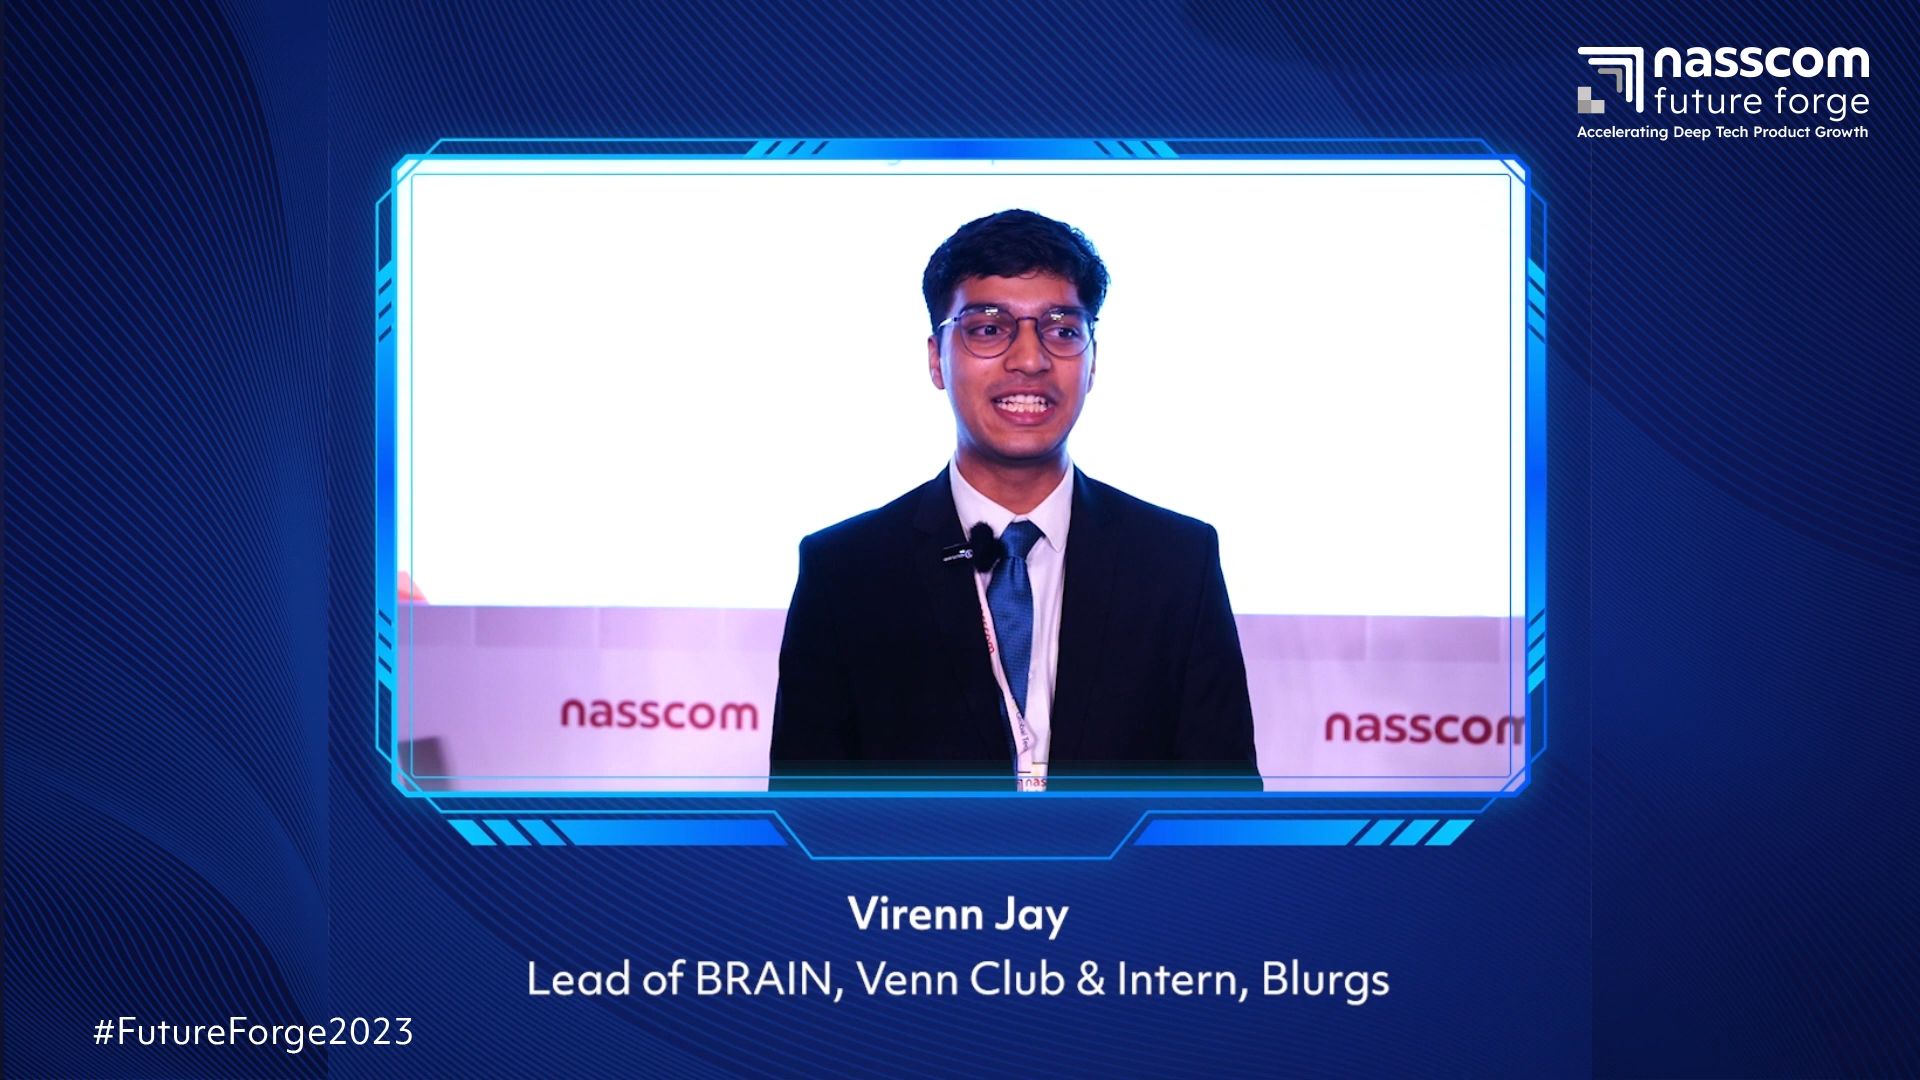 nasscom
future forge
Accelerating Deep Tech Product Growth
nasscom
nasscom
Virenn Jay
Lead of BRAIN, Venn Club & Intern, Blurgs
#FutureForge2023